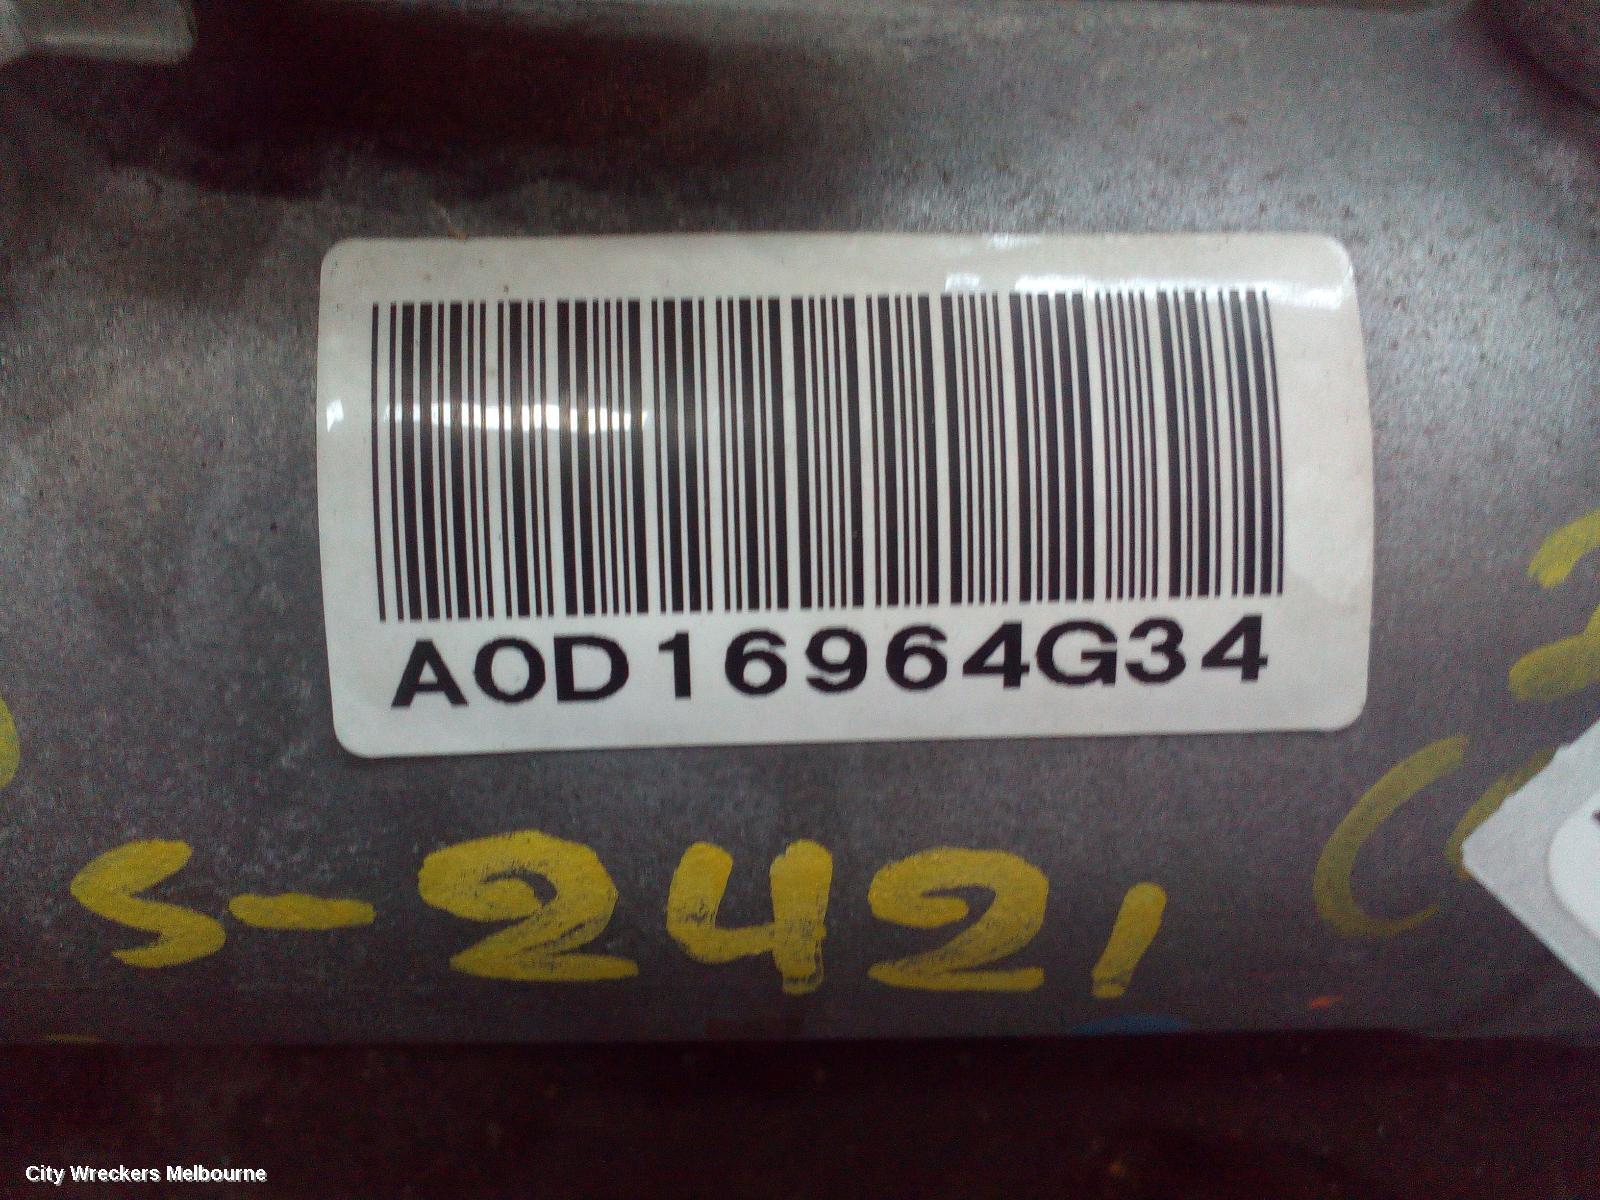 A0D16964G34
S-2421
City Wreckers Melbourne